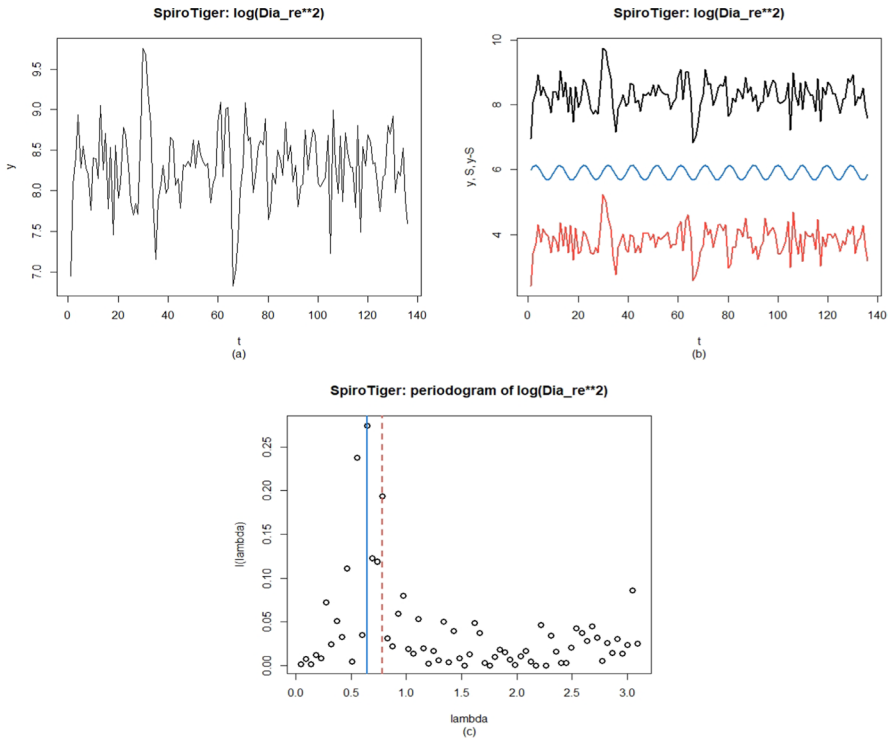 SpiroTiger: log(Dia_re**2)
y
9.5
9.0
8.5
8.0
7.5
7.0
0 20 40 60 80 100 120 140
t
(a)
SpiroTiger: log(Dia_re**2)
y, S, y-S
10
8
6
4
0 20 40 60 80 100 120 140
t
(b)
SpiroTiger: periodogram of log(Dia_re**2)
I(lambda)
0.25
0.20
0.15
0.10
0.05
0.00
0.0 0.5 1.0 1.5 2.0 2.5 3.0
lambda
(c)